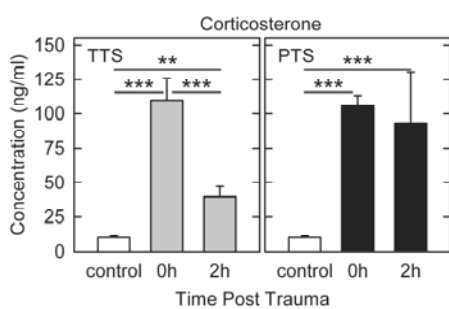 Corticosterone
Concentration (ng/ml)
150
125
100
75
50
25
0
TTS
**
*** ***
control 0h 2h
PTS
***
***
control 0h 2h
Time Post Trauma